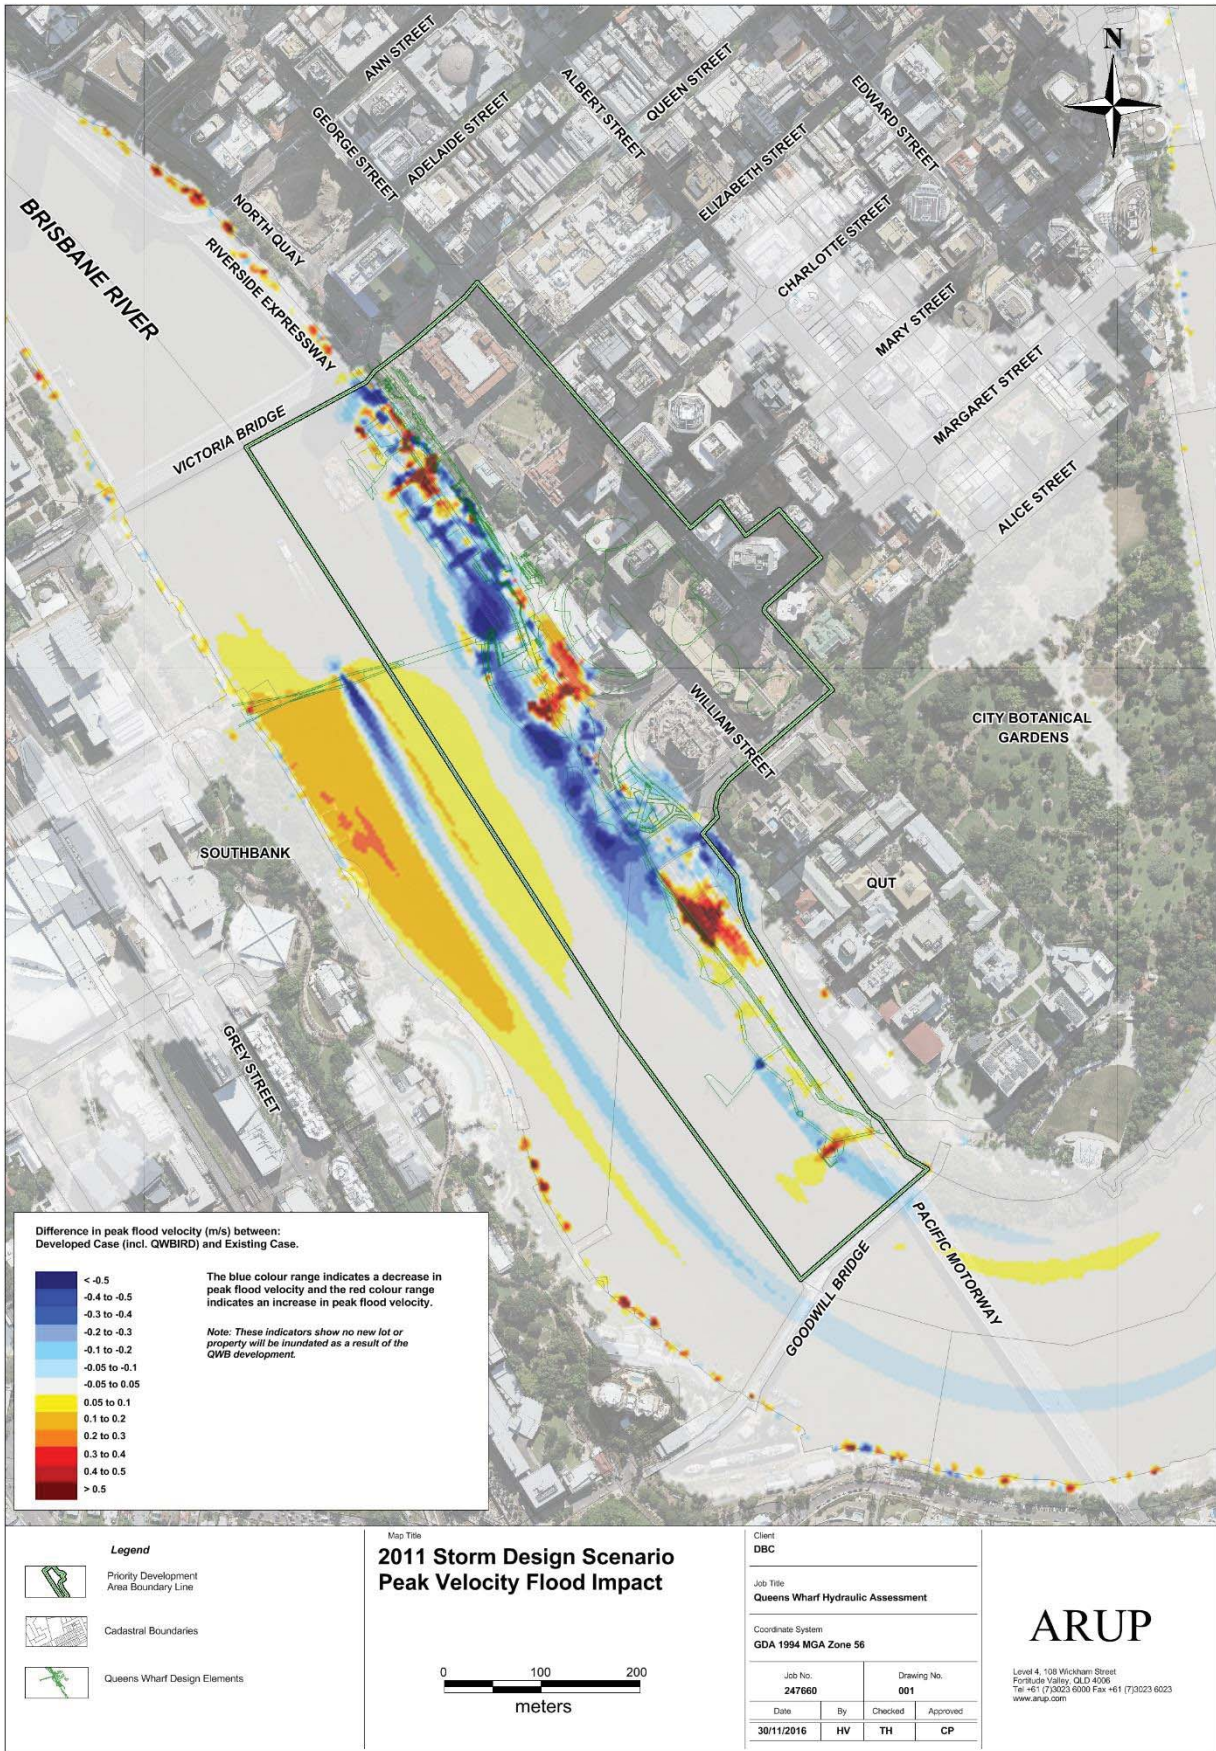 ANN STREET
N
ALBERT STREET
QUEEN STREET
EDWARD STREET
GEORGE STREET
ADELAIDE STREET
ELIZABETH STREET
BRISBANE RIVER
NORTH QUAY
CHARLOTTE STREET
RIVERSIDE EXPRESSWAY
MARY STREET
MARGARET STREET
VICTORIA BRIDGE
ALICE STREET
WILLIAM STREET
CITY BOTANICAL
GARDENS
SOUTHBANK
QUT
GREY STREET
PACIFIC MOTORWAY
GOODWILL BRIDGE
Difference in peak flood velocity (m/s) between:
Developed Case (incl. QWBIRD) and Existing Case.
< -0.5
-0.4 to -0.5
-0.3 to -0.4
-0.2 to -0.3
-0.1 to -0.2
-0.05 to -0.1
-0.05 to 0.05
0.05 to 0.1
0.1 to 0.2
0.2 to 0.3
0.3 to 0.4
0.4 to 0.5
> 0.5
The blue colour range indicates a decrease in
peak flood velocity and the red colour range
indicates an increase in peak flood velocity.
Note: These indicators show no new lot or
property will be inundated as a result of the
QWB development.
Legend
Priority Development
Area Boundary Line
Cadastral Boundaries
Queens Wharf Design Elements
Map Title
2011 Storm Design Scenario
Peak Velocity Flood Impact
0 100 200
meters
Client
DBC
Job Title
Queens Wharf Hydraulic Assessment
Coordinate System
GDA 1994 MGA Zone 56
Job No. Drawing No.
247660 001
Date By Checked Approved
30/11/2016 HV TH CP
ARUP
Level 4, 108 Wickham Street
Fortitude Valley, QLD 4006
Tel +61 (7)3023 6000 Fax +61 (7)3023 6023
www.arup.com